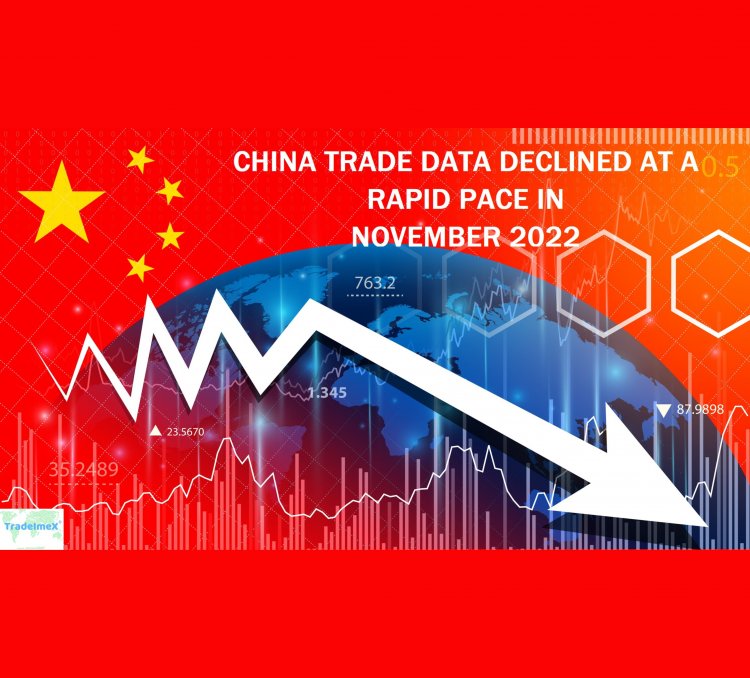 CHINA TRADE DATA DECLINED AT A
RAPID PACE IN
NOVEMBER 2022
0.5
763.2
1.345
87.9898
23.5670
35.2489
TradeImeX